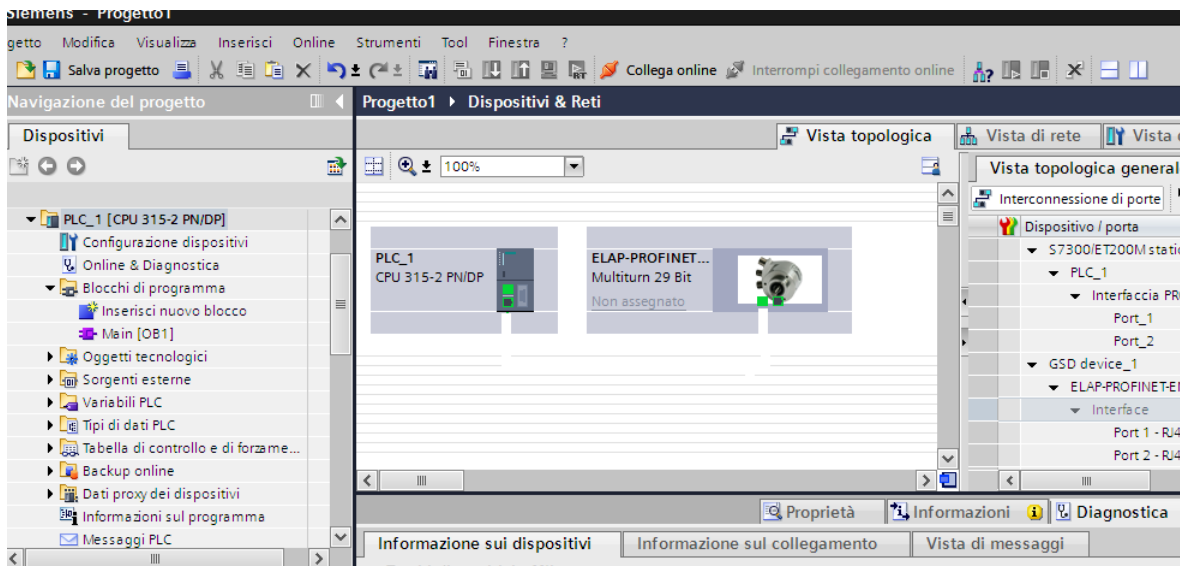 Siemens - Progetto1
getto Modifica Visualizza Inserisci Online Strumenti Tool Finestra ?
Salva progetto Collega online Interrompi collegamento online
Navigazione del progetto
Progetto1 Dispositivi & Reti
Dispositivi
Vista topologica Vista di rete Vista
100%
Vista topologica general
Interconnessione di porte
PLC_1 [CPU 315-2 PN/DP]
Configurazione dispositivi
Online & Diagnostica
Blocchi di programma
Inserisci nuovo blocco
Main [OB1]
Oggetti tecnologici
Sorgenti esterne
Variabili PLC
Tipi di dati PLC
Tabella di controllo e di forzame...
Backup online
Dati proxy dei dispositivi
Informazioni sul programma
Messaggi PLC
PLC_1
CPU 315-2 PN/DP
ELAP-PROFINET...
Multiturn 29 Bit
Non assegnato
Dispositivo / porta
S7300/ET200M static
PLC_1
Interfaccia PR
Port_1
Port_2
GSD device_1
ELAP-PROFINET-E
Interface
Port 1 - RJ4
Port 2 - RJ4
Proprietà Informazioni Diagnostica
Informazione sui dispositivi Informazione sul collegamento Vista di messaggi